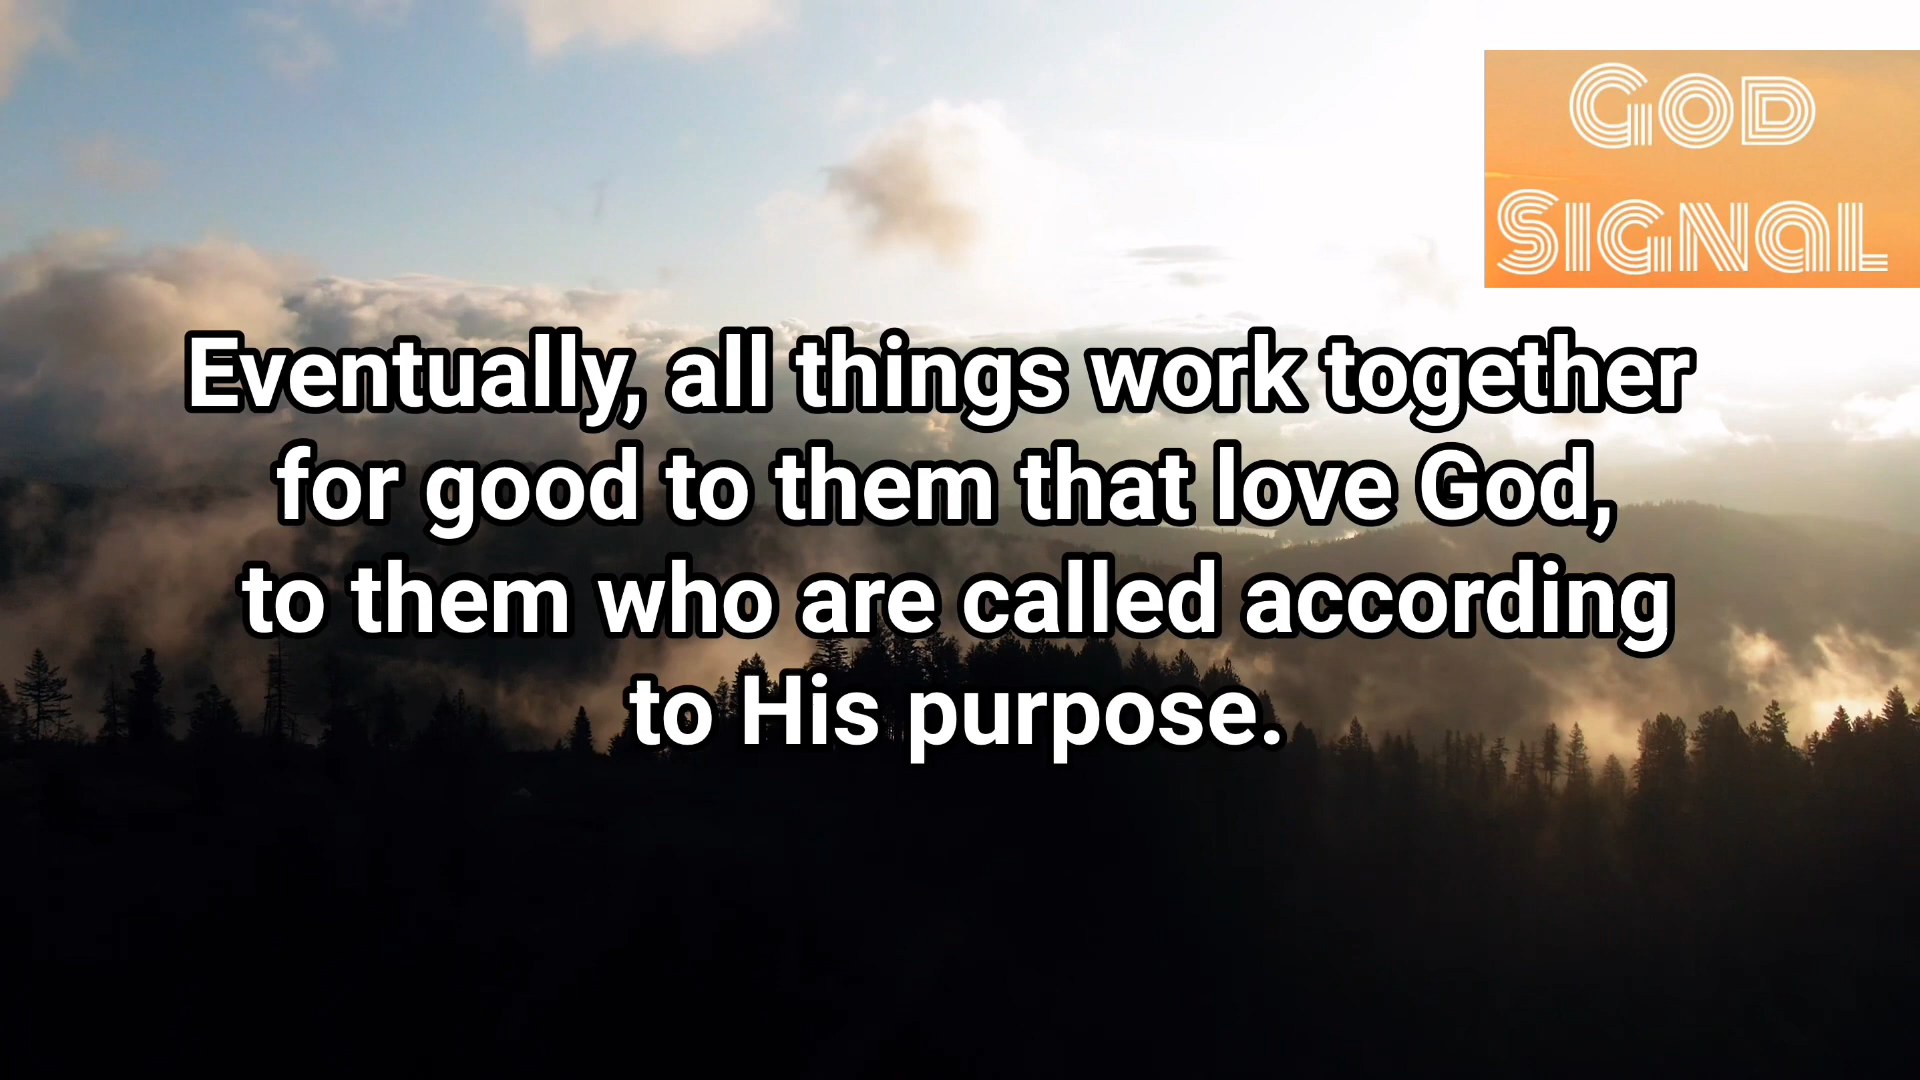 God
Signal
Eventually, all things work together
for good to them that love God,
to them who are called according
to His purpose.